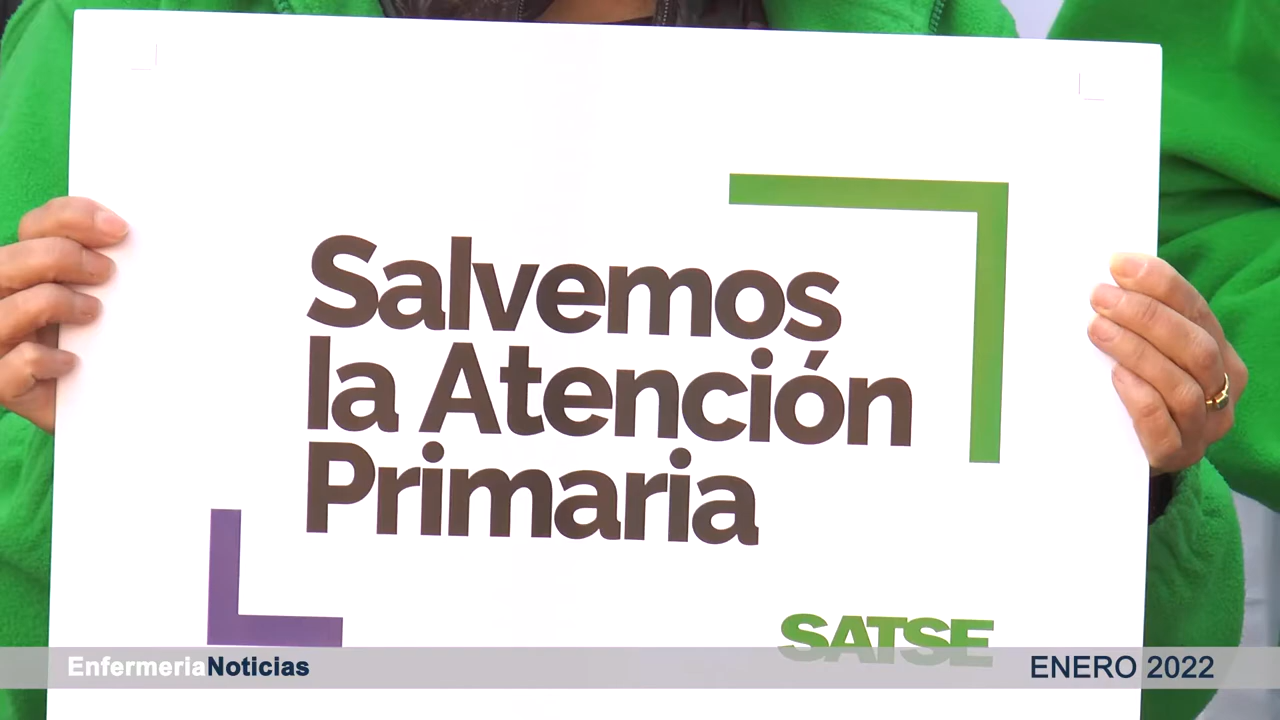 Salvemos
la Atención
Primaria
SATSE
EnfermeriaNoticias
ENERO 2022